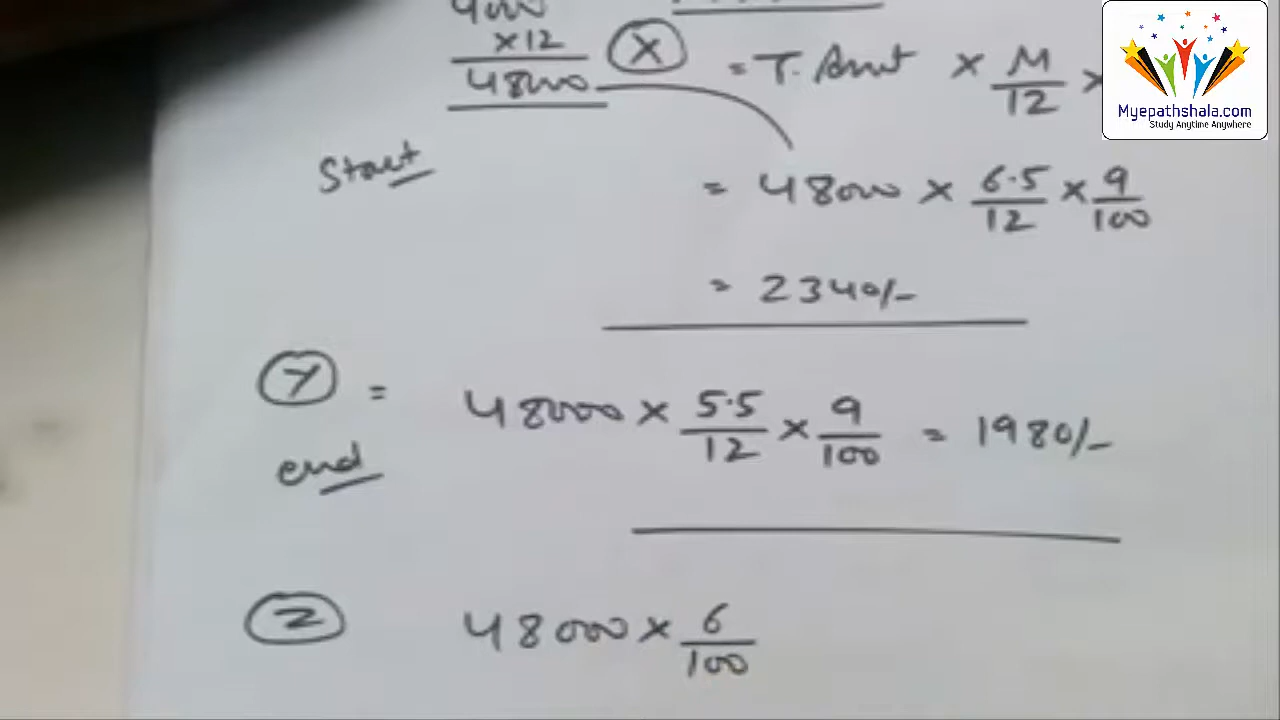 4000
×12
48000
X = T. Amt × M/12 ×
Start
= 48000 × 6.5/12 × 9/100
= 2340/-
Y = 48000 × 5.5/12 × 9/100 = 1980/-
end
Z 48000 × 6/100
Myepathshala.com
Study Anytime Anywhere